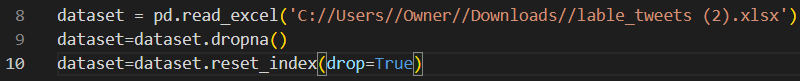 8 dataset = pd.read_excel('C://Users//Owner//Downloads//lable_tweets (2).xlsx')
9 dataset=dataset.dropna()
10 dataset=dataset.reset_index(drop=True)